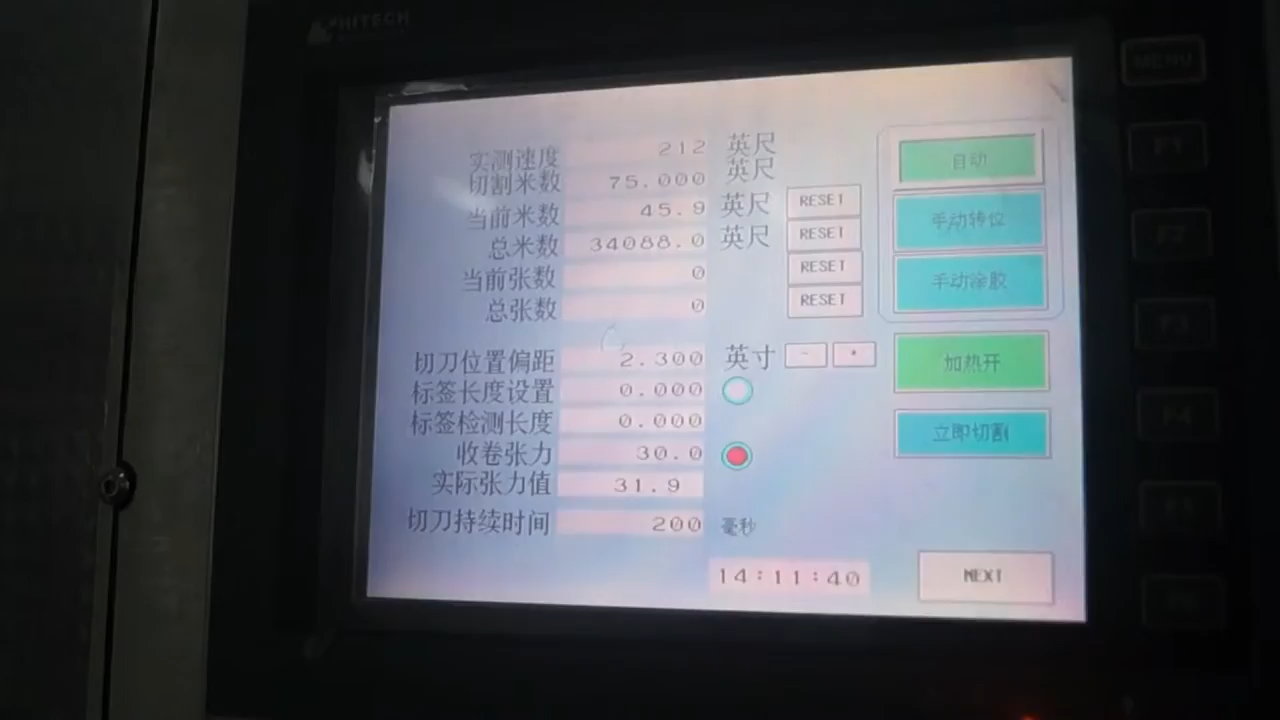 HITECH
MENU
实测速度 212 英尺
切割米数 75.000 英尺
当前米数 45.9 英尺 RESET
总米数 34088.0 英尺 RESET
当前张数 0 RESET
总张数 0 RESET
切刀位置偏距 2.300 英寸 - +
标签长度设置 0.000
标签检测长度 0.000
收卷张力 30.0
实际张力值 31.9
切刀持续时间 200 毫秒
14:11:40
自动
手动转位
手动涂胶
加热开
立即切割
NEXT
F1
F2
F3
F4